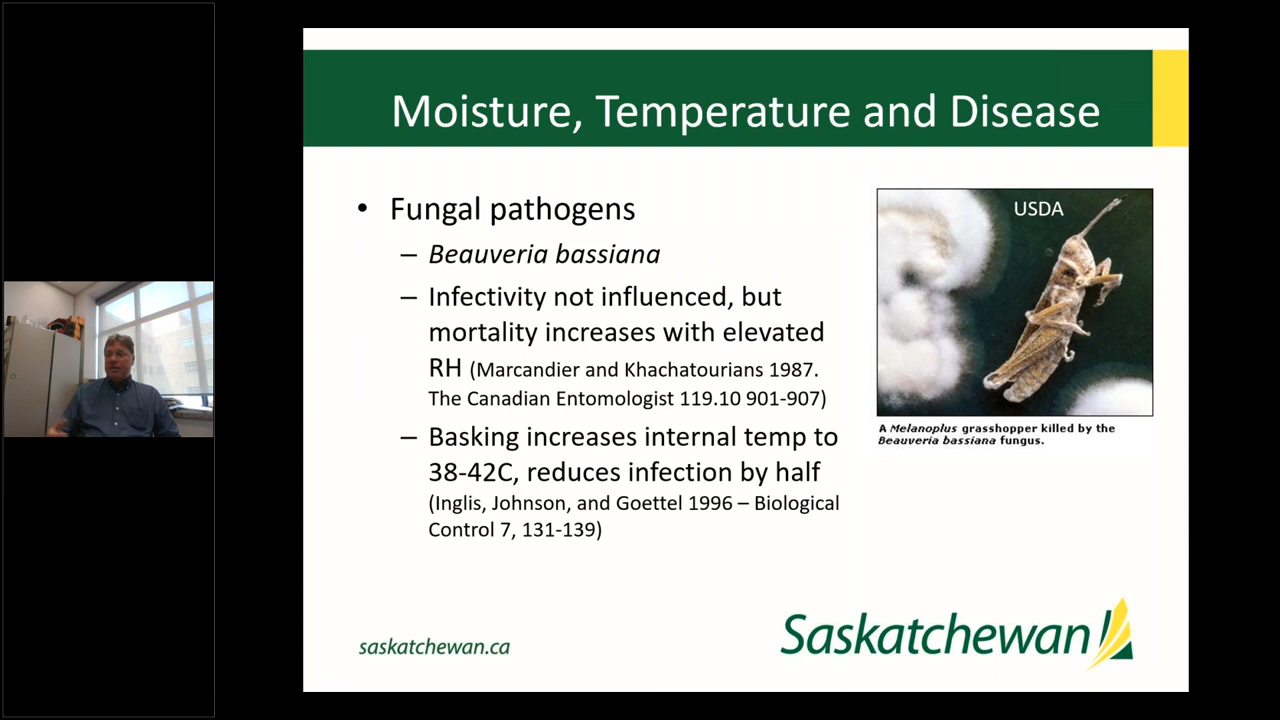 Moisture, Temperature and Disease
• Fungal pathogens
– Beauveria bassiana
– Infectivity not influenced, but
mortality increases with elevated
RH (Marcandier and Khachatourians 1987.
The Canadian Entomologist 119.10 901-907)
– Basking increases internal temp to
38-42C, reduces infection by half
(Inglis, Johnson, and Goettel 1996 – Biological
Control 7, 131-139)
USDA
A Melanoplus grasshopper killed by the
Beauveria bassiana fungus.
saskatchewan.ca
Saskatchewan